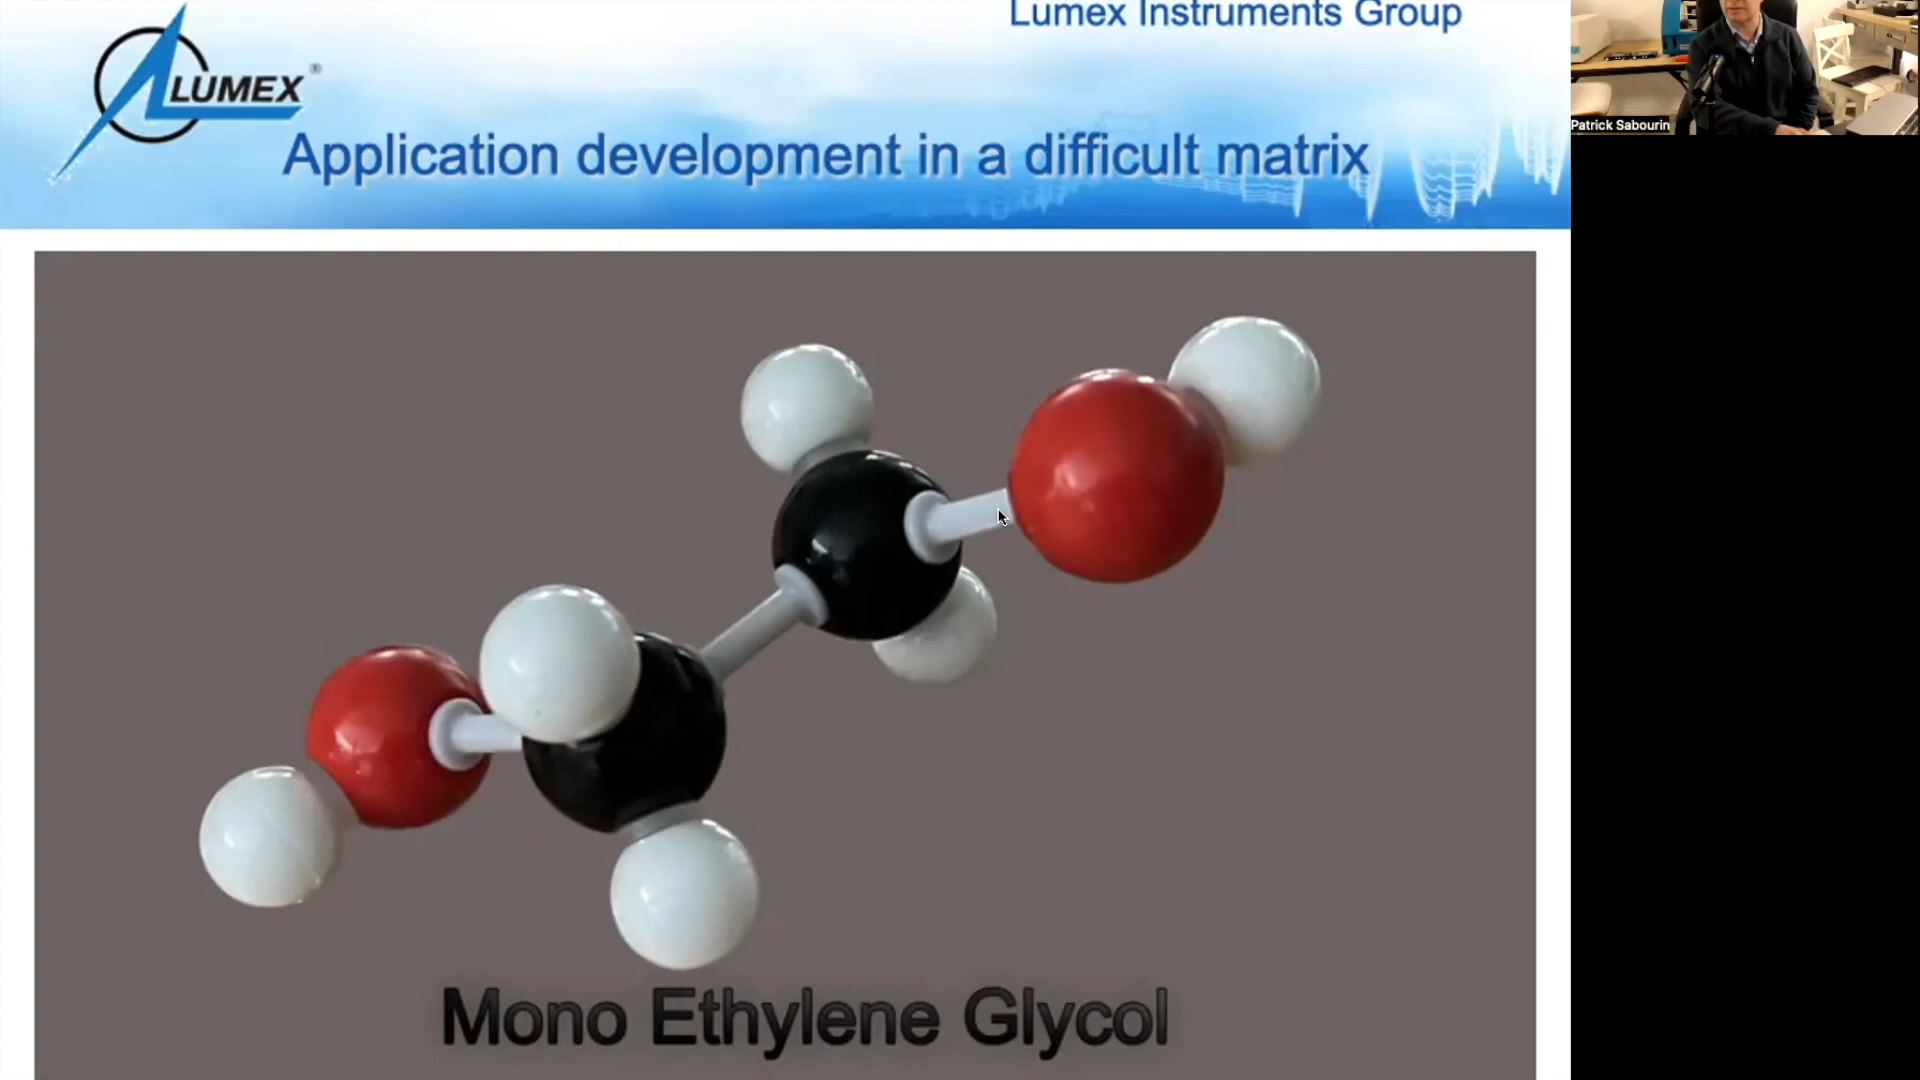 Lumex Instruments Group
LUMEX®
Application development in a difficult matrix
Patrick Sabourin
Mono Ethylene Glycol